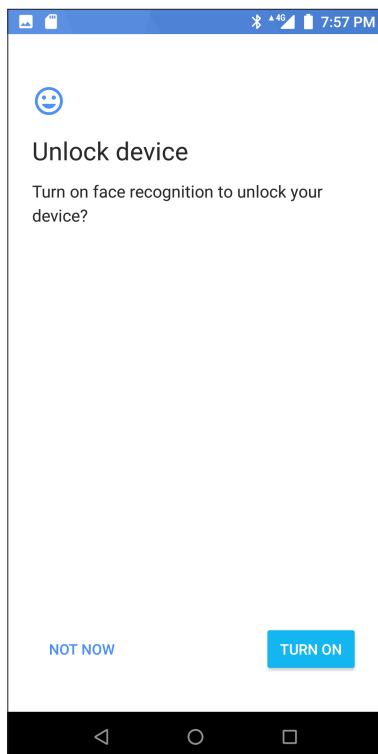 4G 7:57 PM
Unlock device
Turn on face recognition to unlock your
device?
NOT NOW TURN ON